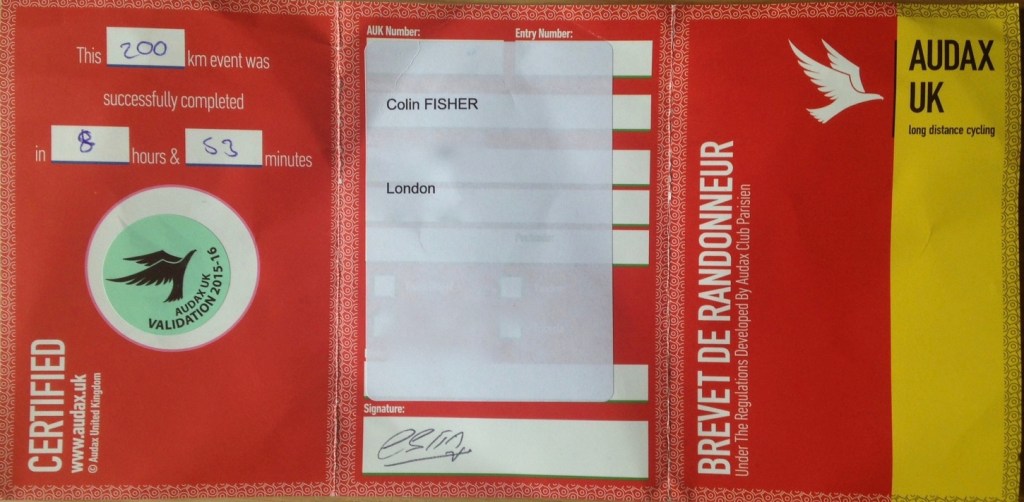 This 200 km event was
successfully completed
in 8 hours & 53 minutes
AUDAX UK
VALIDATION 2015-16
CERTIFIED
www.audax.uk
© Audax United Kingdom
AUK Number: Entry Number:
Colin FISHER
London
Signature:
BREVET DE RANDONNEUR
Under The Regulations Developed By Audax Club Parisien
AUDAX
UK
long distance cycling